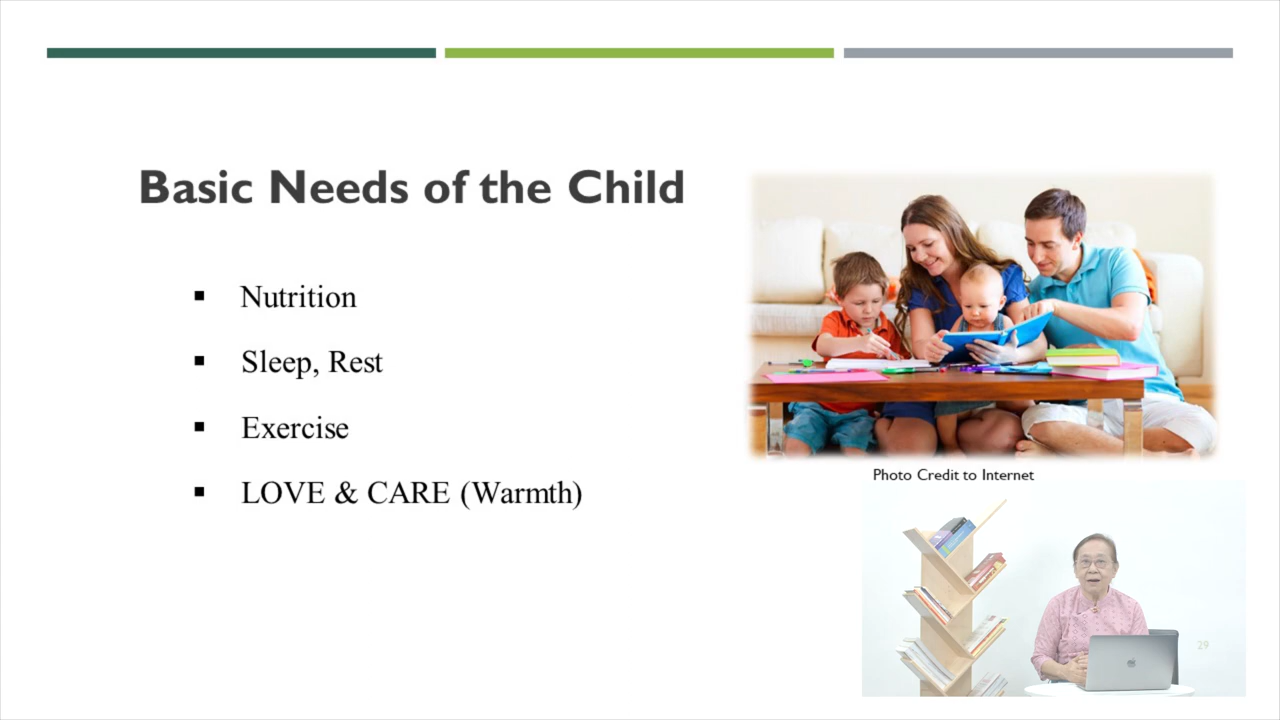 Basic Needs of the Child
▪ Nutrition
▪ Sleep, Rest
▪ Exercise
▪ LOVE & CARE (Warmth)
Photo Credit to Internet
29